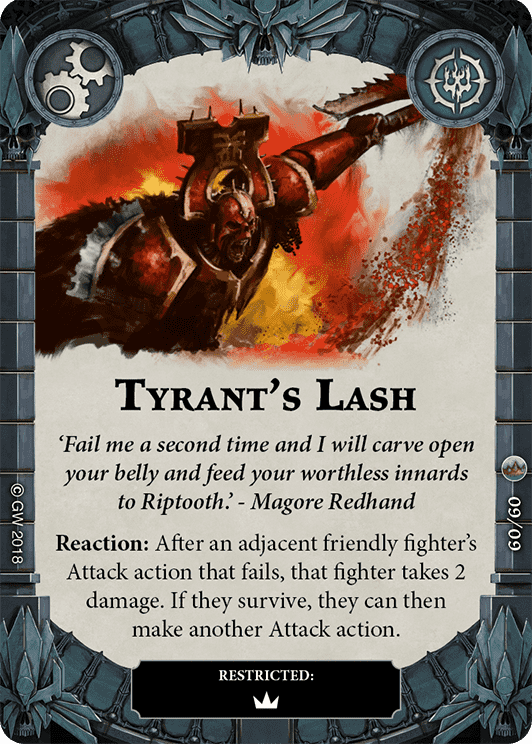 TYRANT'S LASH
'Fail me a second time and I will carve open
your belly and feed your worthless innards
to Riptooth.' - Magore Redhand
Reaction: After an adjacent friendly fighter's
Attack action that fails, that fighter takes 2
damage. If they survive, they can then
make another Attack action.
RESTRICTED:
© GW 2018
09/09